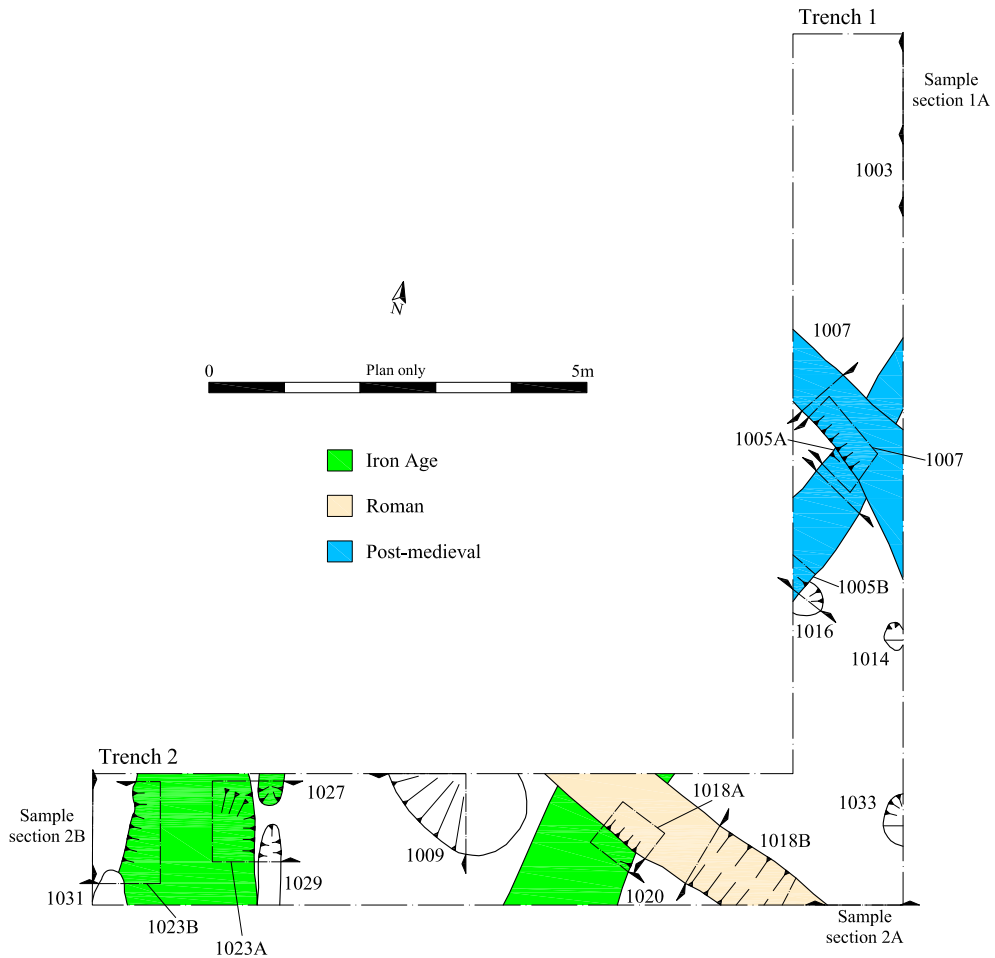 Trench 1
Sample
section 1A
1003
N
0
Plan only
5m
1007
1005A
1007
Iron Age
Roman
Post-medieval
1005B
1016
1014
Trench 2
1027
1018A
1033
Sample
section 2B
1018B
1009
1031
1029
1020
1023B
1023A
Sample
section 2A